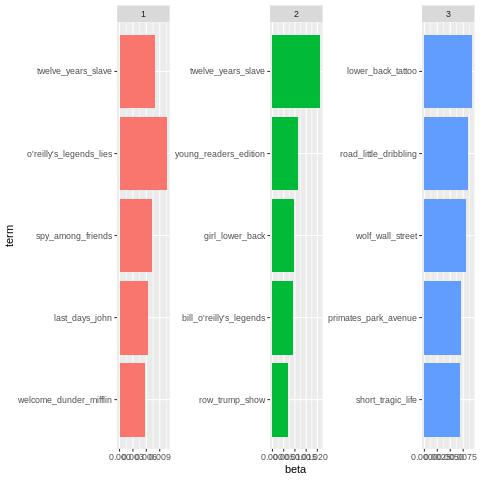 1
2
3
twelve_years_slave
o'reilly's_legends_lies
spy_among_friends
last_days_john
welcome_dunder_mifflin
twelve_years_slave
young_readers_edition
girl_lower_back
bill_o'reilly's_legends
row_trump_show
lower_back_tattoo
road_little_dribbling
wolf_wall_street
primates_park_avenue
short_tragic_life
term
beta